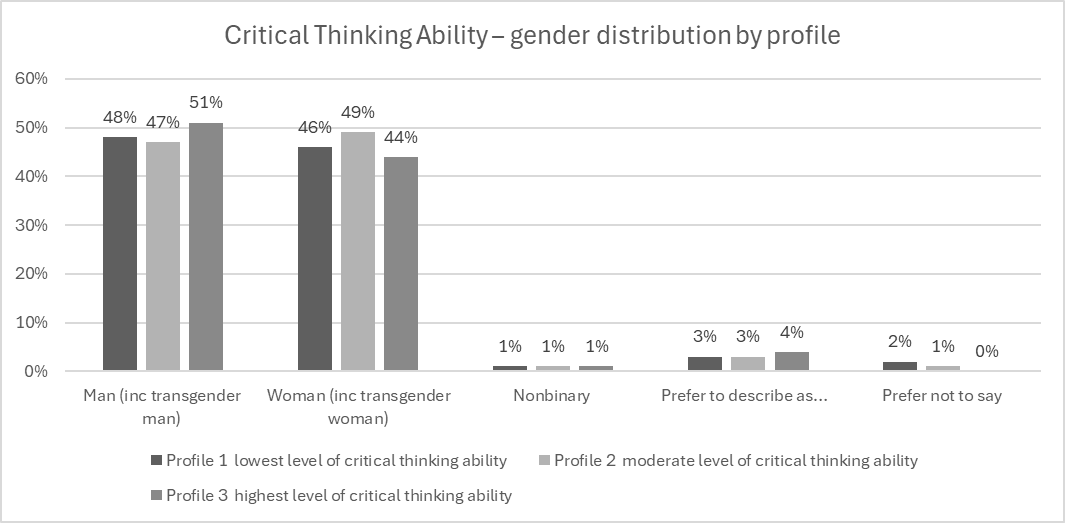 Critical Thinking Ability – gender distribution by profile
60%
50%
40%
30%
20%
10%
0%
48%
47%
51%
46%
49%
44%
1%
1%
1%
3%
3%
4%
2%
1%
0%
Man (inc transgender
man)
Woman (inc transgender
woman)
Nonbinary
Prefer to describe as...
Prefer not to say
Profile 1 lowest level of critical thinking ability
Profile 2 moderate level of critical thinking ability
Profile 3 highest level of critical thinking ability